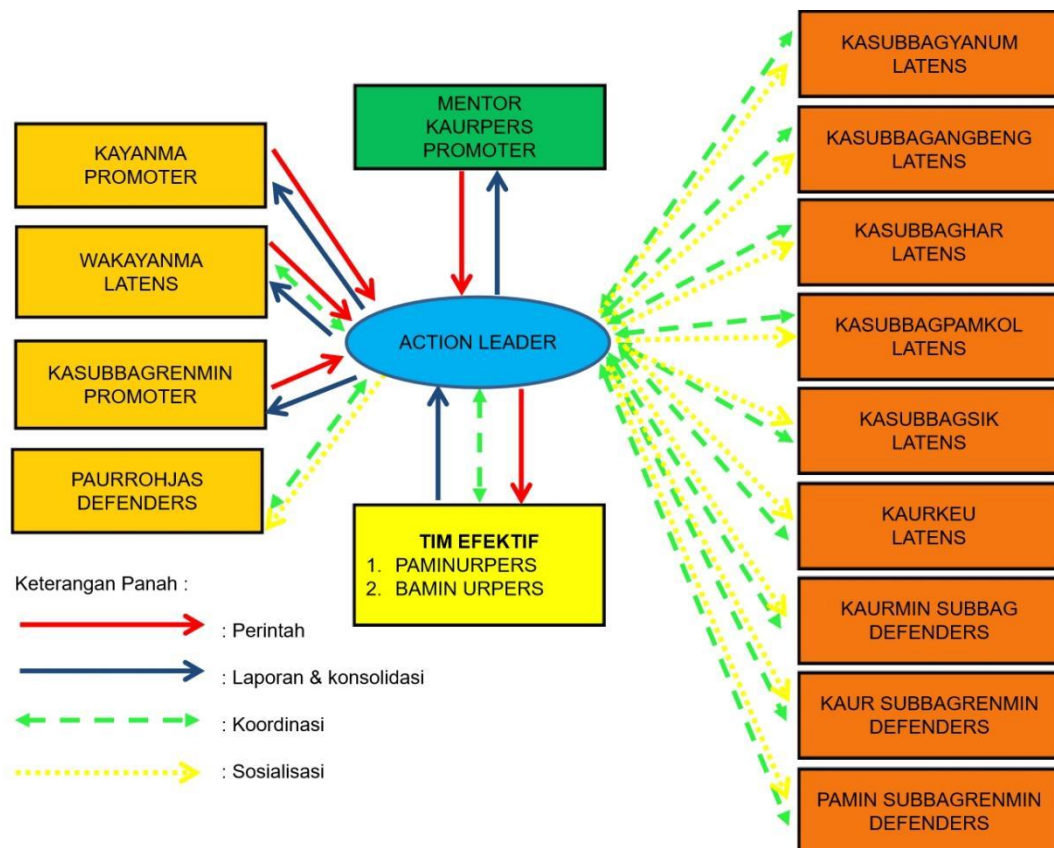 MENTOR
KAURPERS
PROMOTER
KAYANMA
PROMOTER
WAKAYANMA
LATENS
KASUBBAGRENMIN
PROMOTER
PAURROHJAS
DEFENDERS
ACTION LEADER
TIM EFEKTIF
1. PAMINURPERS
2. BAMIN URPERS
Keterangan Panah :
: Perintah
: Laporan & konsolidasi
: Koordinasi
: Sosialisasi
KASUBBAGYANUM
LATENS
KASUBBAGANGBENG
LATENS
KASUBBAGHAR
LATENS
KASUBBAGPAMKOL
LATENS
KASUBBAGSIK
LATENS
KAURKEU
LATENS
KAURMIN SUBBAG
DEFENDERS
KAUR SUBBAGRENMIN
DEFENDERS
PAMIN SUBBAGRENMIN
DEFENDERS